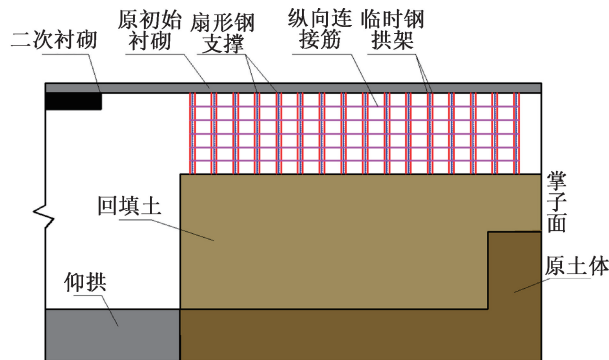 二次衬砌
原初始
衬砌
扇形钢
支撑
纵向连
接筋
临时钢
拱架
掌子面
回填土
原土体
仰拱